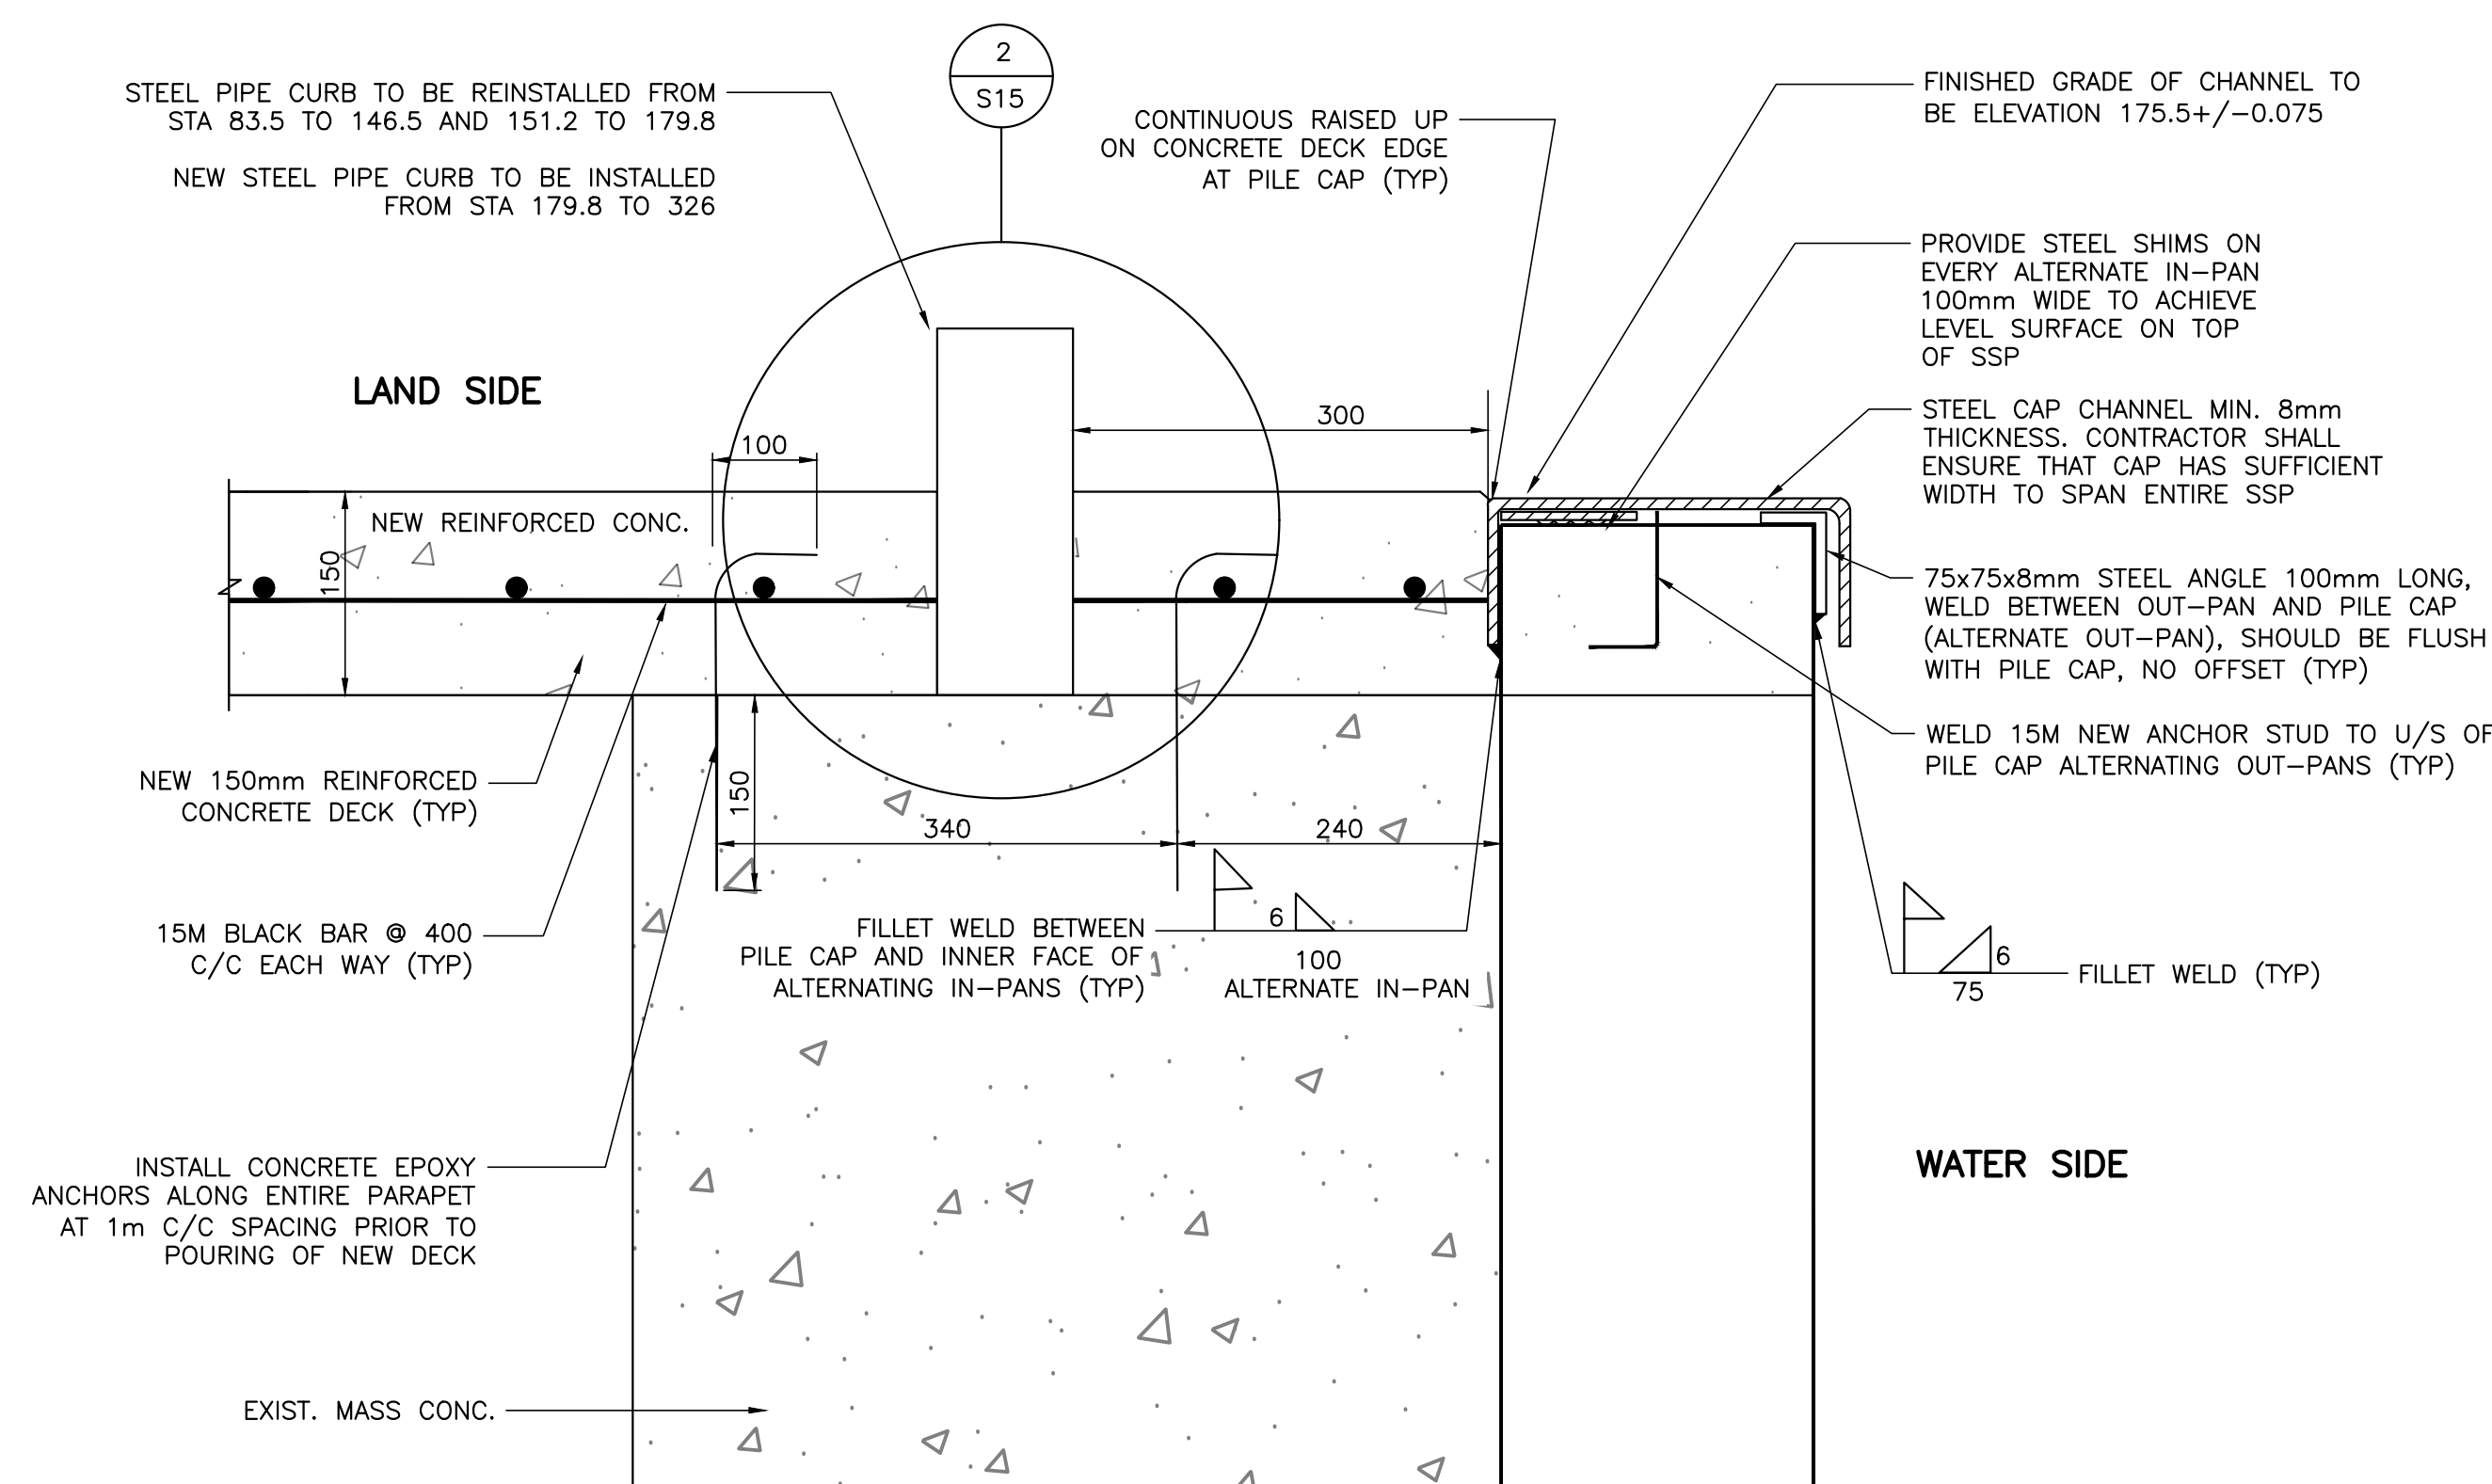 2
S15
STEEL PIPE CURB TO BE REINSTALLED FROM
STA 83.5 TO 146.5 AND 151.2 TO 179.8
NEW STEEL PIPE CURB TO BE INSTALLED
FROM STA 179.8 TO 326
CONTINUOUS RAISED UP
ON CONCRETE DECK EDGE
AT PILE CAP (TYP)
FINISHED GRADE OF CHANNEL TO
BE ELEVATION 175.5+/-0.075
PROVIDE STEEL SHIMS ON
EVERY ALTERNATE IN-PAN
100mm WIDE TO ACHIEVE
LEVEL SURFACE ON TOP
OF SSP
LAND SIDE
100
300
STEEL CAP CHANNEL MIN. 8mm
THICKNESS. CONTRACTOR SHALL
ENSURE THAT CAP HAS SUFFICIENT
WIDTH TO SPAN ENTIRE SSP
NEW REINFORCED CONC.
150
75x75x8mm STEEL ANGLE 100mm LONG,
WELD BETWEEN OUT-PAN AND PILE CAP
(ALTERNATE OUT-PAN), SHOULD BE FLUSH
WITH PILE CAP, NO OFFSET (TYP)
WELD 15M NEW ANCHOR STUD TO U/S OF
PILE CAP ALTERNATING OUT-PANS (TYP)
NEW 150mm REINFORCED
CONCRETE DECK (TYP)
150
340
240
15M BLACK BAR @ 400
C/C EACH WAY (TYP)
FILLET WELD BETWEEN
PILE CAP AND INNER FACE OF
ALTERNATING IN-PANS (TYP)
6
100
ALTERNATE IN-PAN
6
75
FILLET WELD (TYP)
INSTALL CONCRETE EPOXY
ANCHORS ALONG ENTIRE PARAPET
AT 1m C/C SPACING PRIOR TO
POURING OF NEW DECK
WATER SIDE
EXIST. MASS CONC.